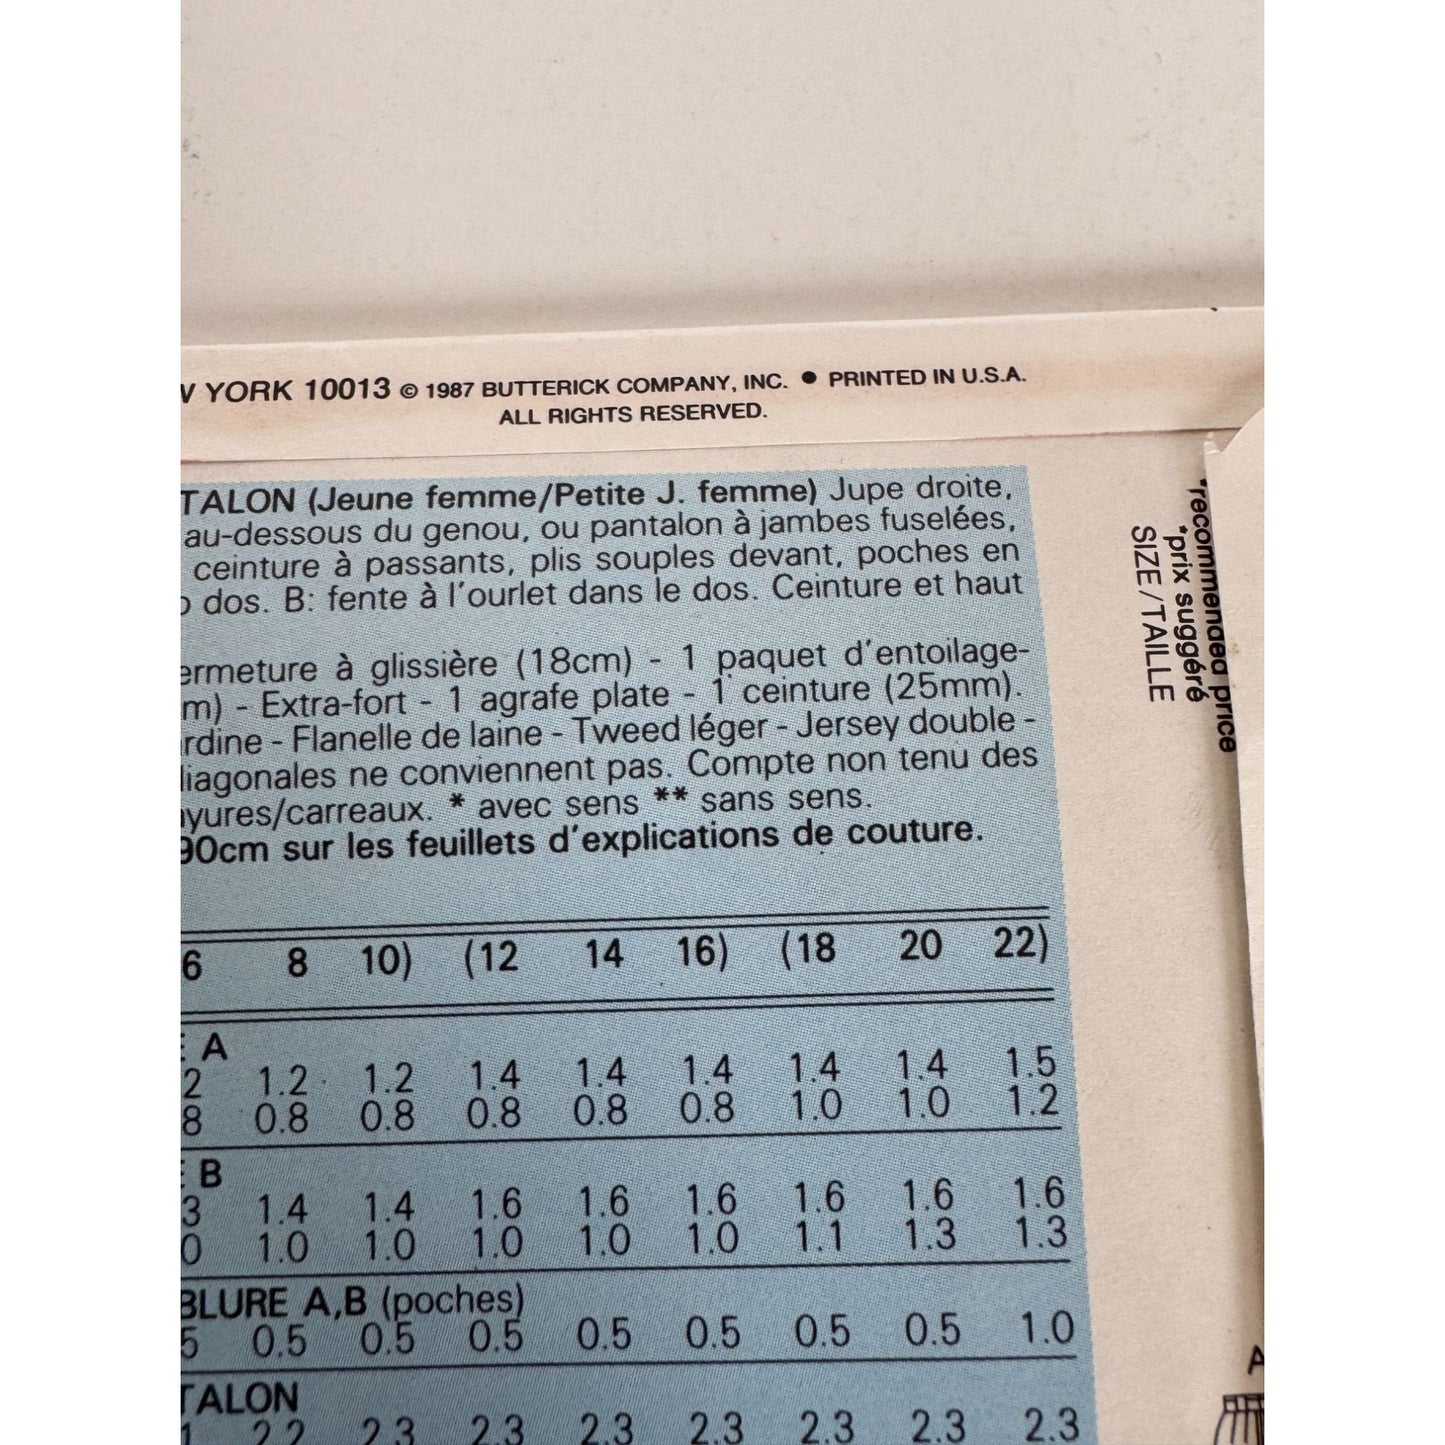 YORK 10013 © 1987 BUTTERICK COMPANY, INC. ● PRINTED IN U.S.A.
ALL RIGHTS RESERVED.
TALON (Jeune femme/Petite J. femme) Jupe droite,
au-dessous du genou, ou pantalon à jambes fuselées,
ceinture à passants, plis souples devant, poches en
dos. B: fente à l'ourlet dans le dos. Ceinture et haut
ermeture à glissière (18cm) - 1 paquet d'entoilage-
m) - Extra-fort - 1 agrafe plate - 1 ceinture (25mm).
rdine - Flanelle de laine - Tweed léger - Jersey double -
iagonales ne conviennent pas. Compte non tenu des
yures/carreaux. * avec sens ** sans sens.
90cm sur les feuillets d'explications de couture.
6 8 10) (12 14 16) (18 20 22)
A
2 1.2 1.2 1.4 1.4 1.4 1.4 1.4 1.5
8 0.8 0.8 0.8 0.8 0.8 1.0 1.0 1.2
B
3 1.4 1.4 1.6 1.6 1.6 1.6 1.6 1.6
0 1.0 1.0 1.0 1.0 1.0 1.1 1.3 1.3
BLURE A,B (poches)
5 0.5 0.5 0.5 0.5 0.5 0.5 0.5 1.0
TALON
1 2.2 2.3 2.3 2.3 2.3 2.3 2.3 2.3
*recommended price
*prix suggéré
SIZE/TAILLE
A